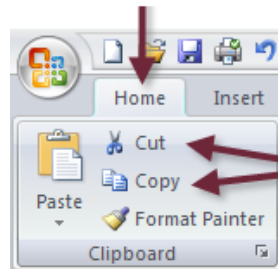 Home Insert
Cut
Copy
Paste
Format Painter
Clipboard